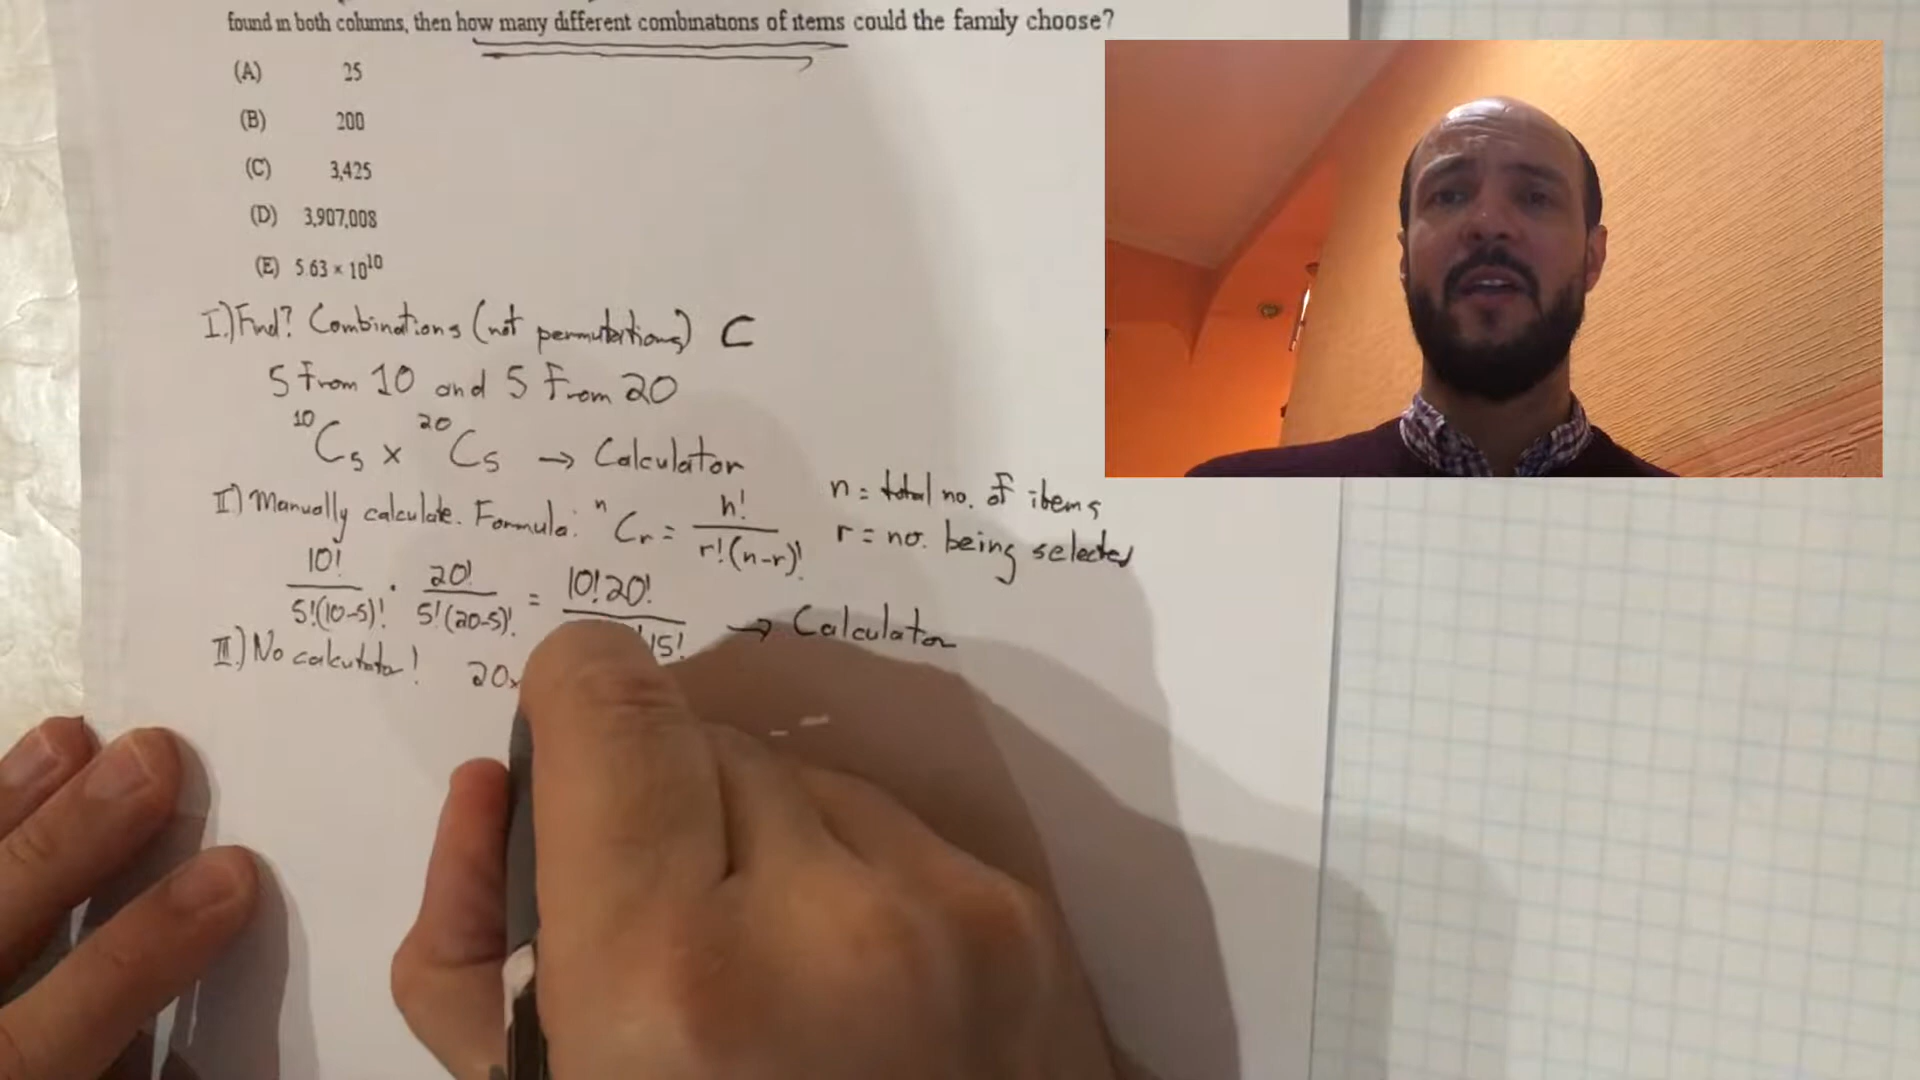 found in both columns, then how many different combinations of items could the family choose?
(A) 25
(B) 200
(C) 3,425
(D) 3,907,008
(E) 5.63 × 10¹⁰
I.) Find? Combinations (not permutations) C
5 from 10 and 5 from 20
¹⁰C₅ x ²⁰C₅ → Calculator
II) Manually calculate. Formula: ⁿCr = n! / r!(n-r)!
n = total no. of items
r = no. being selected
10! / 5!(10-5)! · 20! / 5!(20-5)! = 10!20! / 15! → Calculator
III.) No calculator! 20x